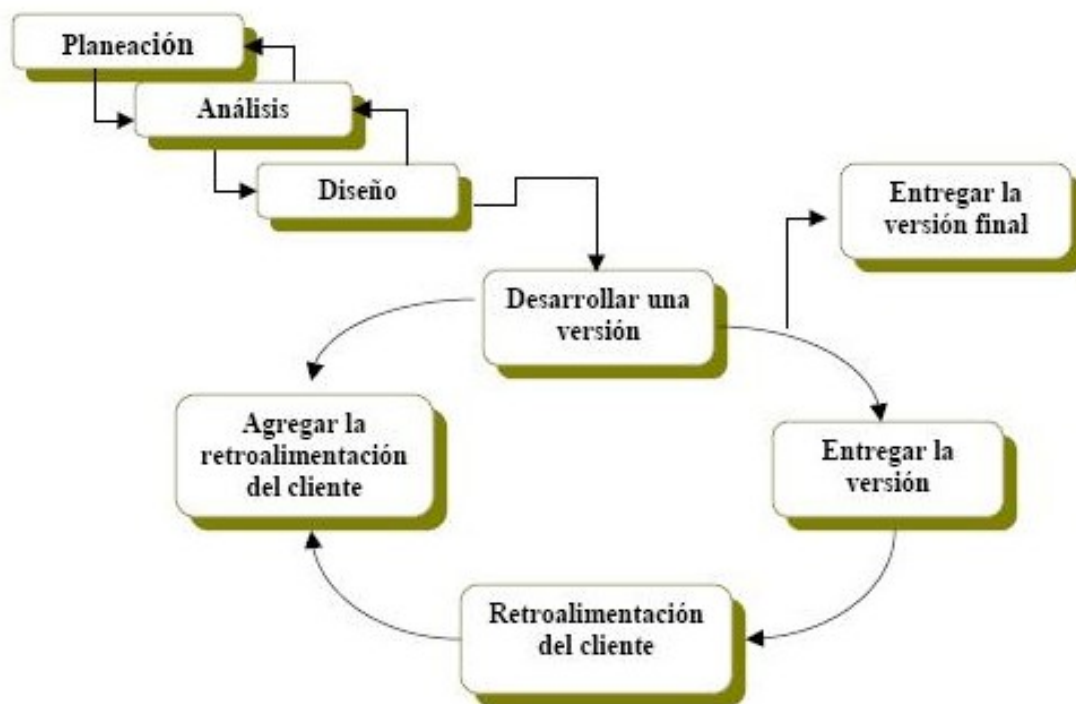 Planeación
Análisis
Diseño
Entregar la
versión final
Desarrollar una
versión
Agregar la
retroalimentación
del cliente
Entregar la
versión
Retroalimentación
del cliente